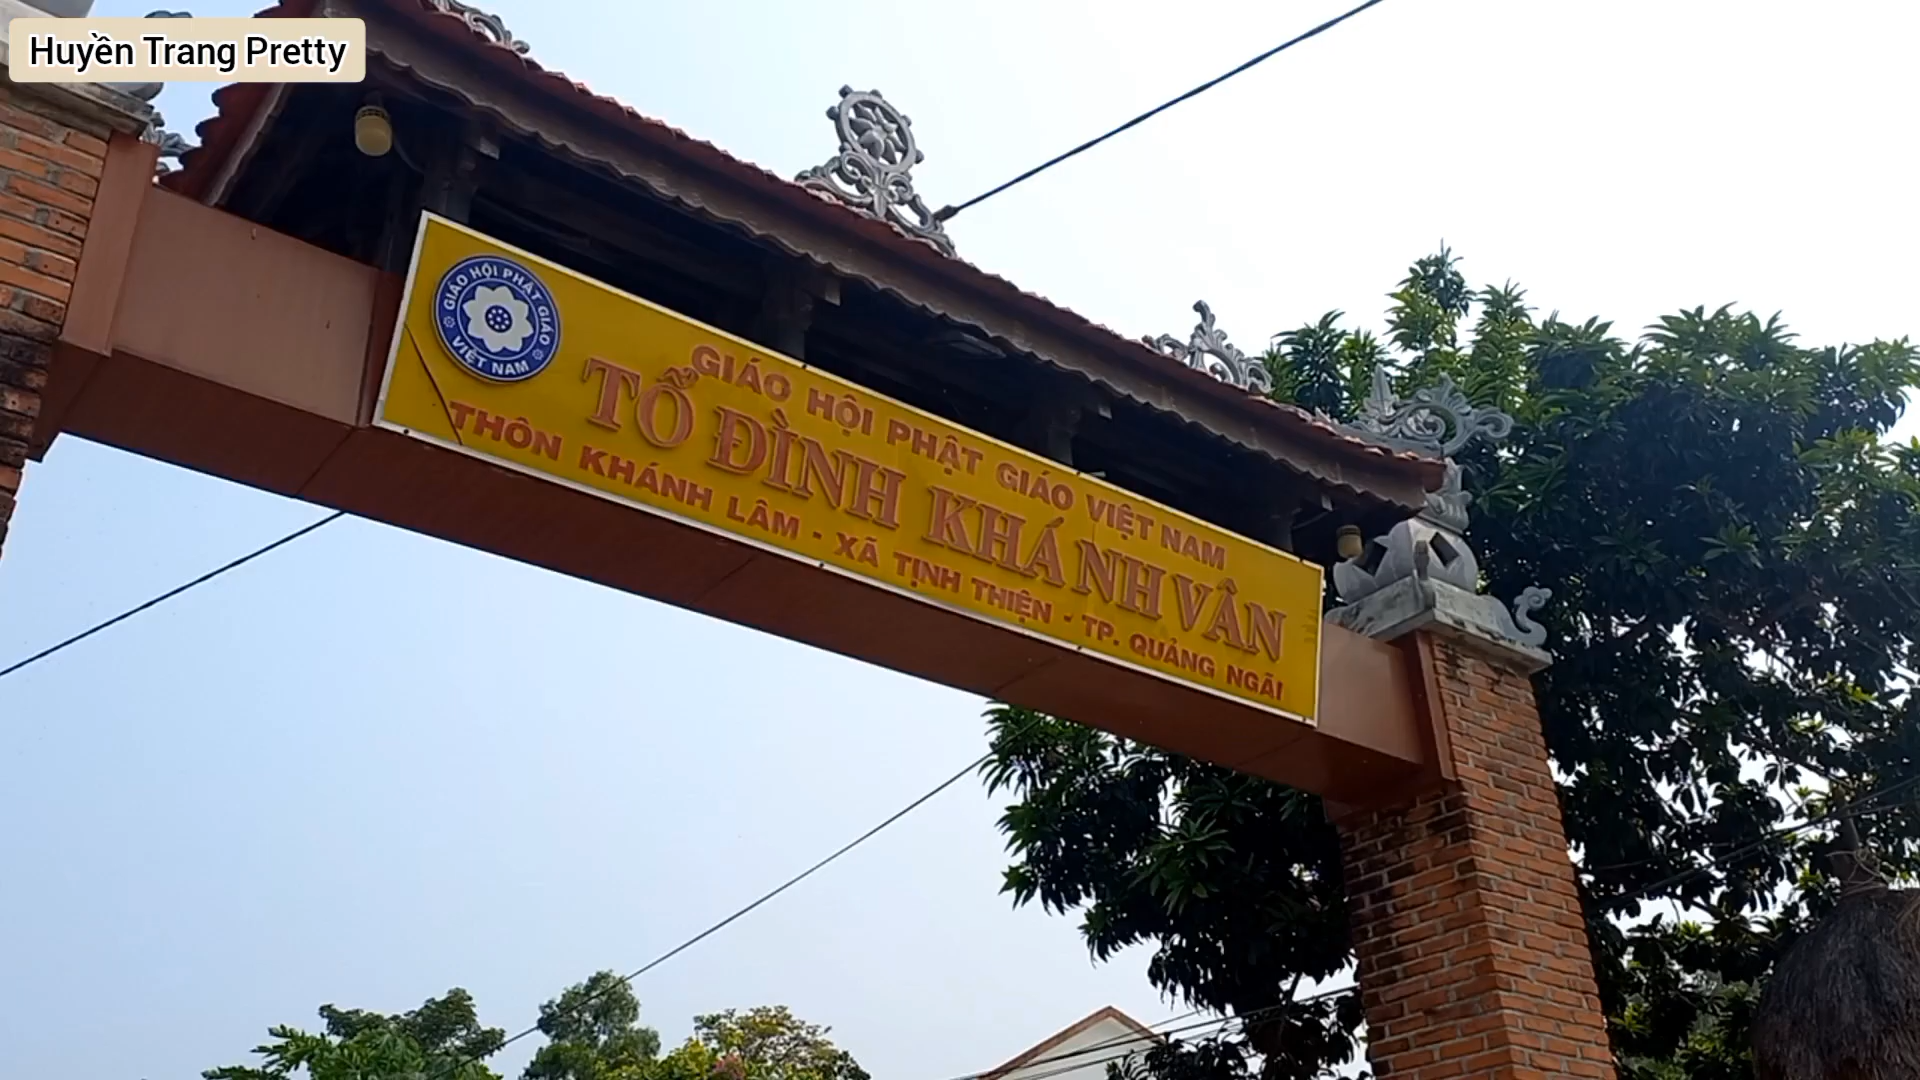 Huyền Trang Pretty
GIÁO HỘI PHẬT GIÁO
VIỆT NAM
GIÁO HỘI PHẬT GIÁO VIỆT NAM
TỔ ĐÌNH KHÁNH VÂN
THÔN KHÁNH LÂM - XÃ TỊNH THIỆN - TP. QUẢNG NGÃI